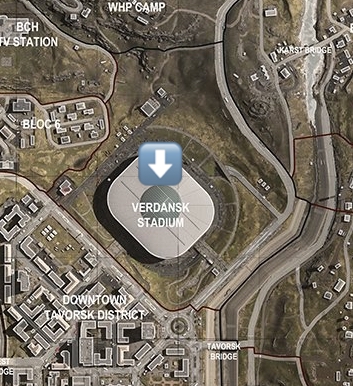 WHP CAMP
BCH
TV STATION
KARST BRIDGE
BLOC 6
VERDANSK
STADIUM
DOWNTOWN
TAVORSK DISTRICT
TAVORSK
BRIDGE